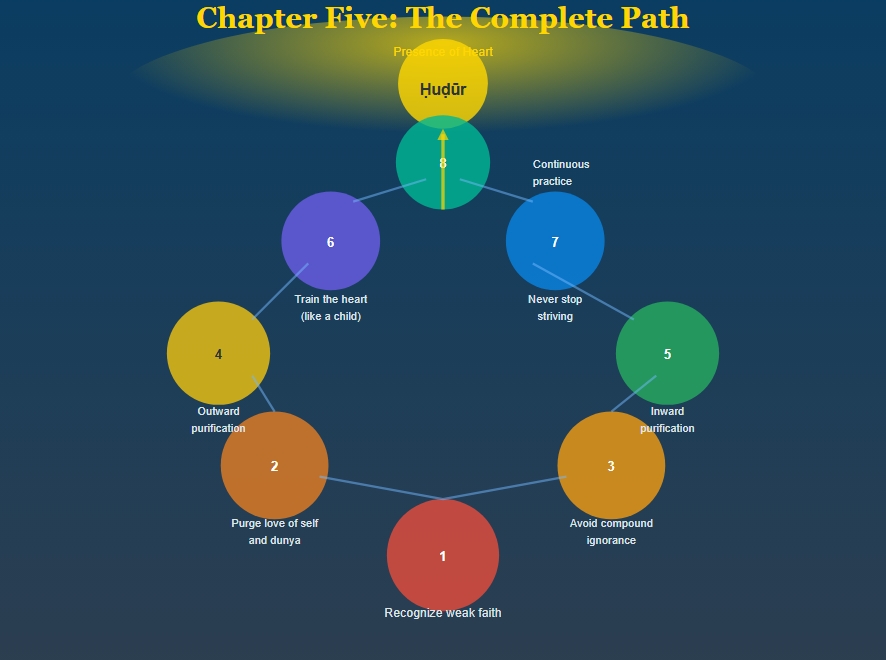 Chapter Five: The Complete Path
Presence of Heart
Ḥuḍūr
8
Continuous
practice
6
7
Train the heart
(like a child)
Never stop
striving
4
5
Outward
purification
Inward
purification
2
3
Purge love of self
and dunya
Avoid compound
ignorance
1
Recognize weak faith